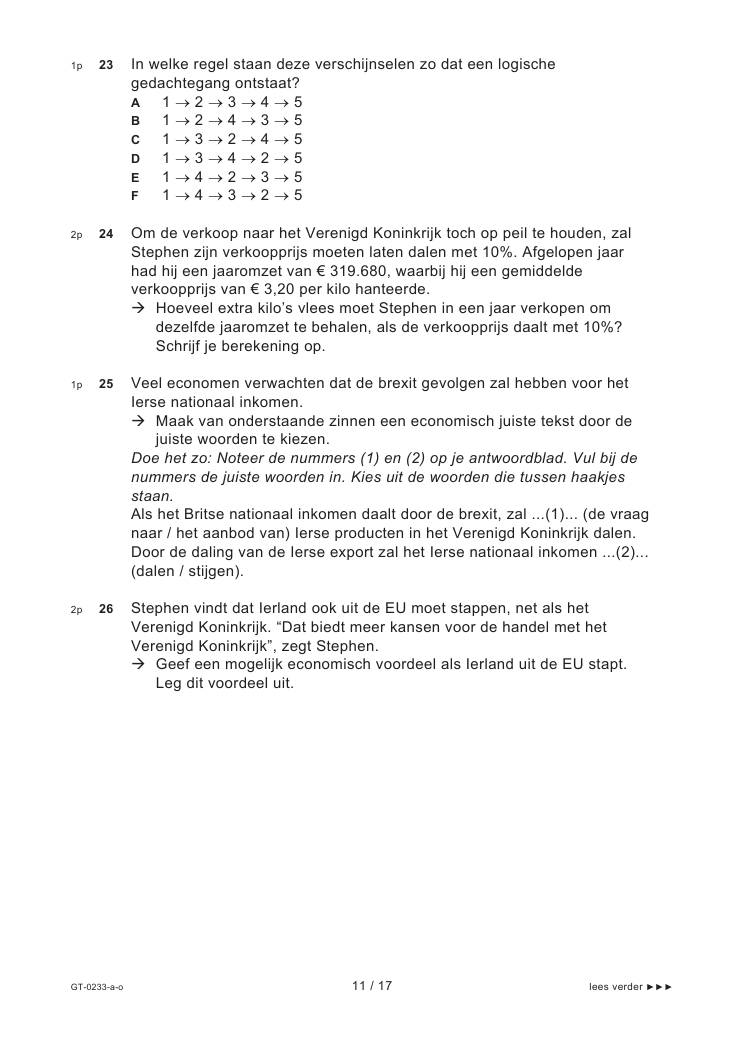 1p 23 In welke regel staan deze verschijnselen zo dat een logische
gedachtegang ontstaat?
A 1 → 2 → 3 → 4 → 5
B 1 → 2 → 4 → 3 → 5
C 1 → 3 → 2 → 4 → 5
D 1 → 3 → 4 → 2 → 5
E 1 → 4 → 2 → 3 → 5
F 1 → 4 → 3 → 2 → 5
2p 24 Om de verkoop naar het Verenigd Koninkrijk toch op peil te houden, zal
Stephen zijn verkoopprijs moeten laten dalen met 10%. Afgelopen jaar
had hij een jaaromzet van € 319.680, waarbij hij een gemiddelde
verkoopprijs van € 3,20 per kilo hanteerde.
→ Hoeveel extra kilo’s vlees moet Stephen in een jaar verkopen om
dezelfde jaaromzet te behalen, als de verkoopprijs daalt met 10%?
Schrijf je berekening op.
1p 25 Veel economen verwachten dat de brexit gevolgen zal hebben voor het
Ierse nationaal inkomen.
→ Maak van onderstaande zinnen een economisch juiste tekst door de
juiste woorden te kiezen.
Doe het zo: Noteer de nummers (1) en (2) op je antwoordblad. Vul bij de
nummers de juiste woorden in. Kies uit de woorden die tussen haakjes
staan.
Als het Britse nationaal inkomen daalt door de brexit, zal ...(1)... (de vraag
naar / het aanbod van) Ierse producten in het Verenigd Koninkrijk dalen.
Door de daling van de Ierse export zal het Ierse nationaal inkomen ...(2)...
(dalen / stijgen).
2p 26 Stephen vindt dat Ierland ook uit de EU moet stappen, net als het
Verenigd Koninkrijk. “Dat biedt meer kansen voor de handel met het
Verenigd Koninkrijk”, zegt Stephen.
→ Geef een mogelijk economisch voordeel als Ierland uit de EU stapt.
Leg dit voordeel uit.
GT-0233-a-o 11 / 17 lees verder ►►►